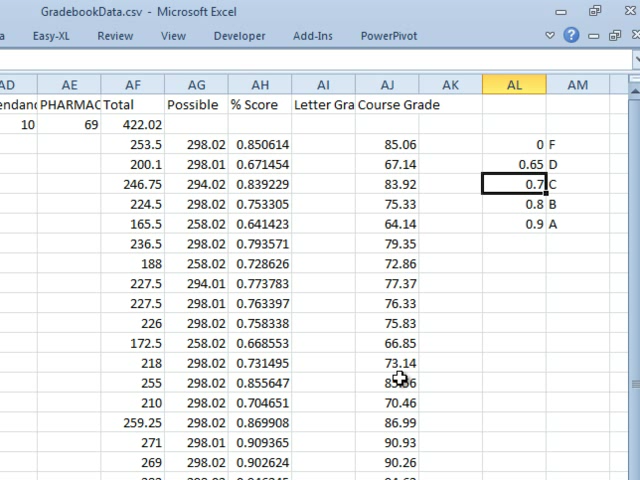 GradebookData.csv - Microsoft Excel
a Easy-XL Review View Developer Add-Ins PowerPivot
AD AE AF AG AH AI AJ AK AL AM
endanc PHARMAC Total Possible % Score Letter Gra Course Grade
10 69 422.02
253.5 298.02 0.850614 85.06 0 F
200.1 298.01 0.671454 67.14 0.65 D
246.75 294.02 0.839229 83.92 0.7 C
224.5 298.02 0.753305 75.33 0.8 B
165.5 258.02 0.641423 64.14 0.9 A
236.5 298.02 0.793571 79.35
188 258.02 0.728626 72.86
227.5 294.01 0.773783 77.37
227.5 298.01 0.763397 76.33
226 298.02 0.758338 75.83
172.5 258.02 0.668553 66.85
218 298.02 0.731495 73.14
255 298.02 0.855647
210 298.02 0.704651 70.46
259.25 298.02 0.869908 86.99
271 298.01 0.909365 90.93
269 298.02 0.902624 90.26